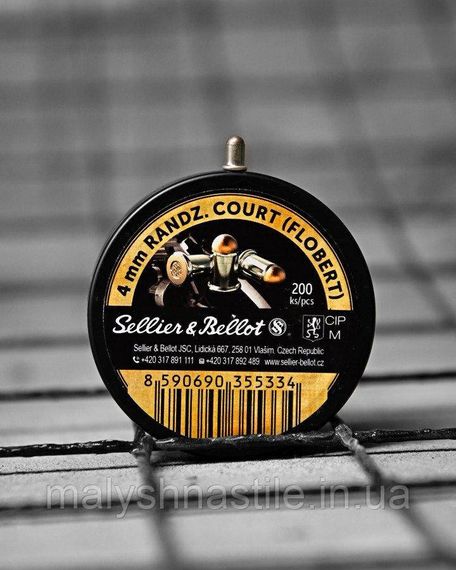 4 mm RANDZ. COURT (FLOBERT)
200
ks/pcs
Sellier & Bellot
S
CIP
M
Sellier & Bellot JSC, Lidická 667, 258 01 Vlašim, Czech Republic
+420 317 891 111 +420 317 892 489 www.sellier-bellot.cz
8 590690 355334
malyshnastile.in.ua